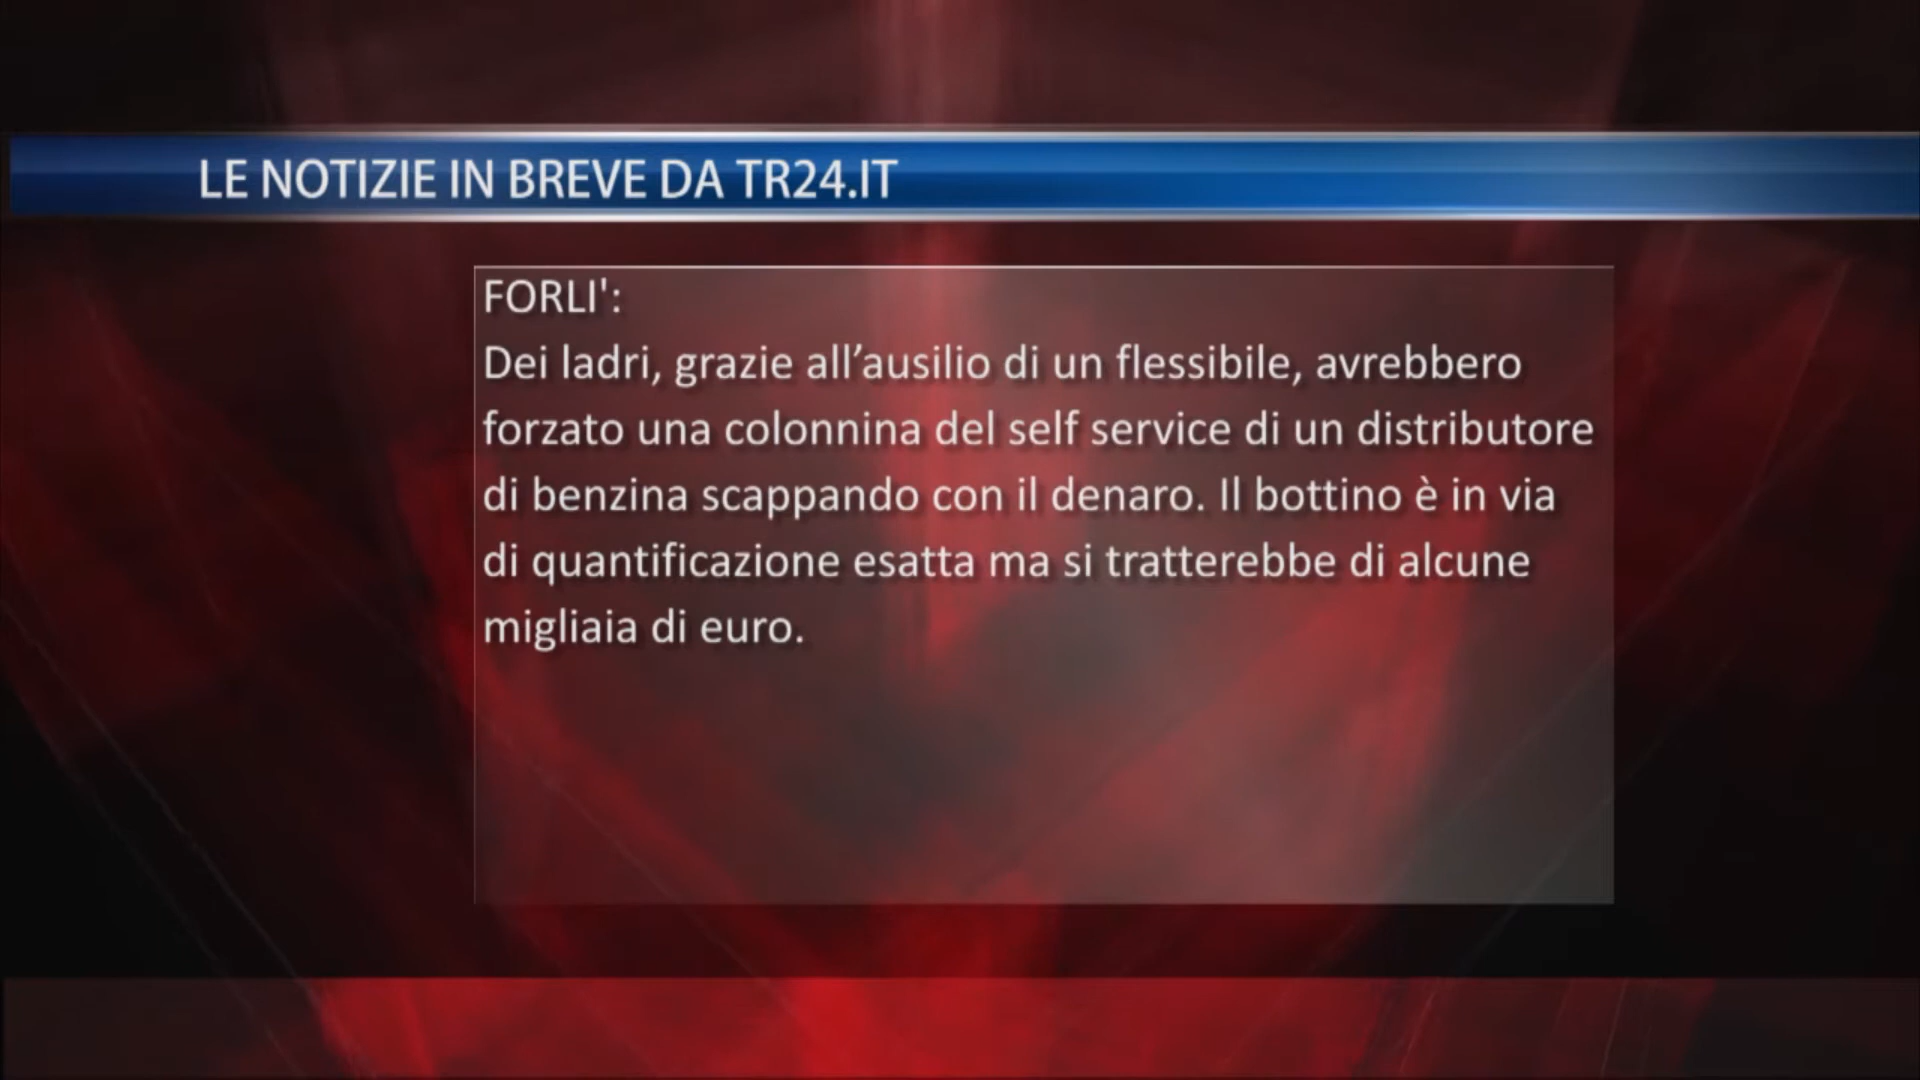 LE NOTIZIE IN BREVE DA TR24.IT
FORLI':
Dei ladri, grazie all’ausilio di un flessibile, avrebbero
forzato una colonnina del self service di un distributore
di benzina scappando con il denaro. Il bottino è in via
di quantificazione esatta ma si tratterebbe di alcune
migliaia di euro.